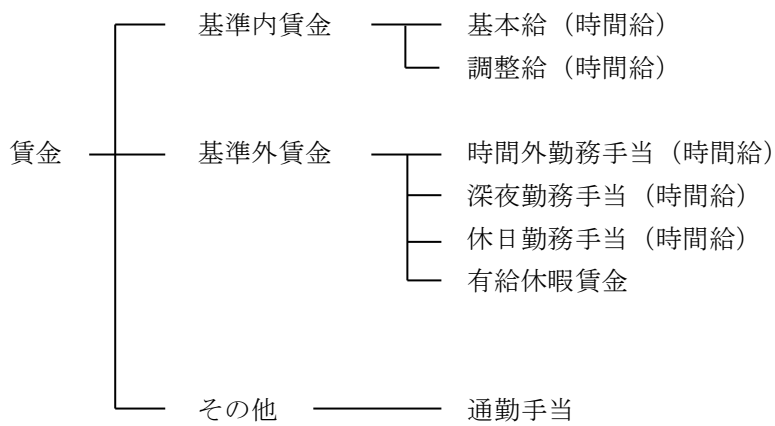 基準内賃金 基本給（時間給）
調整給（時間給）
賃金 基準外賃金 時間外勤務手当（時間給）
深夜勤務手当（時間給）
休日勤務手当（時間給）
有給休暇賃金
その他 通勤手当